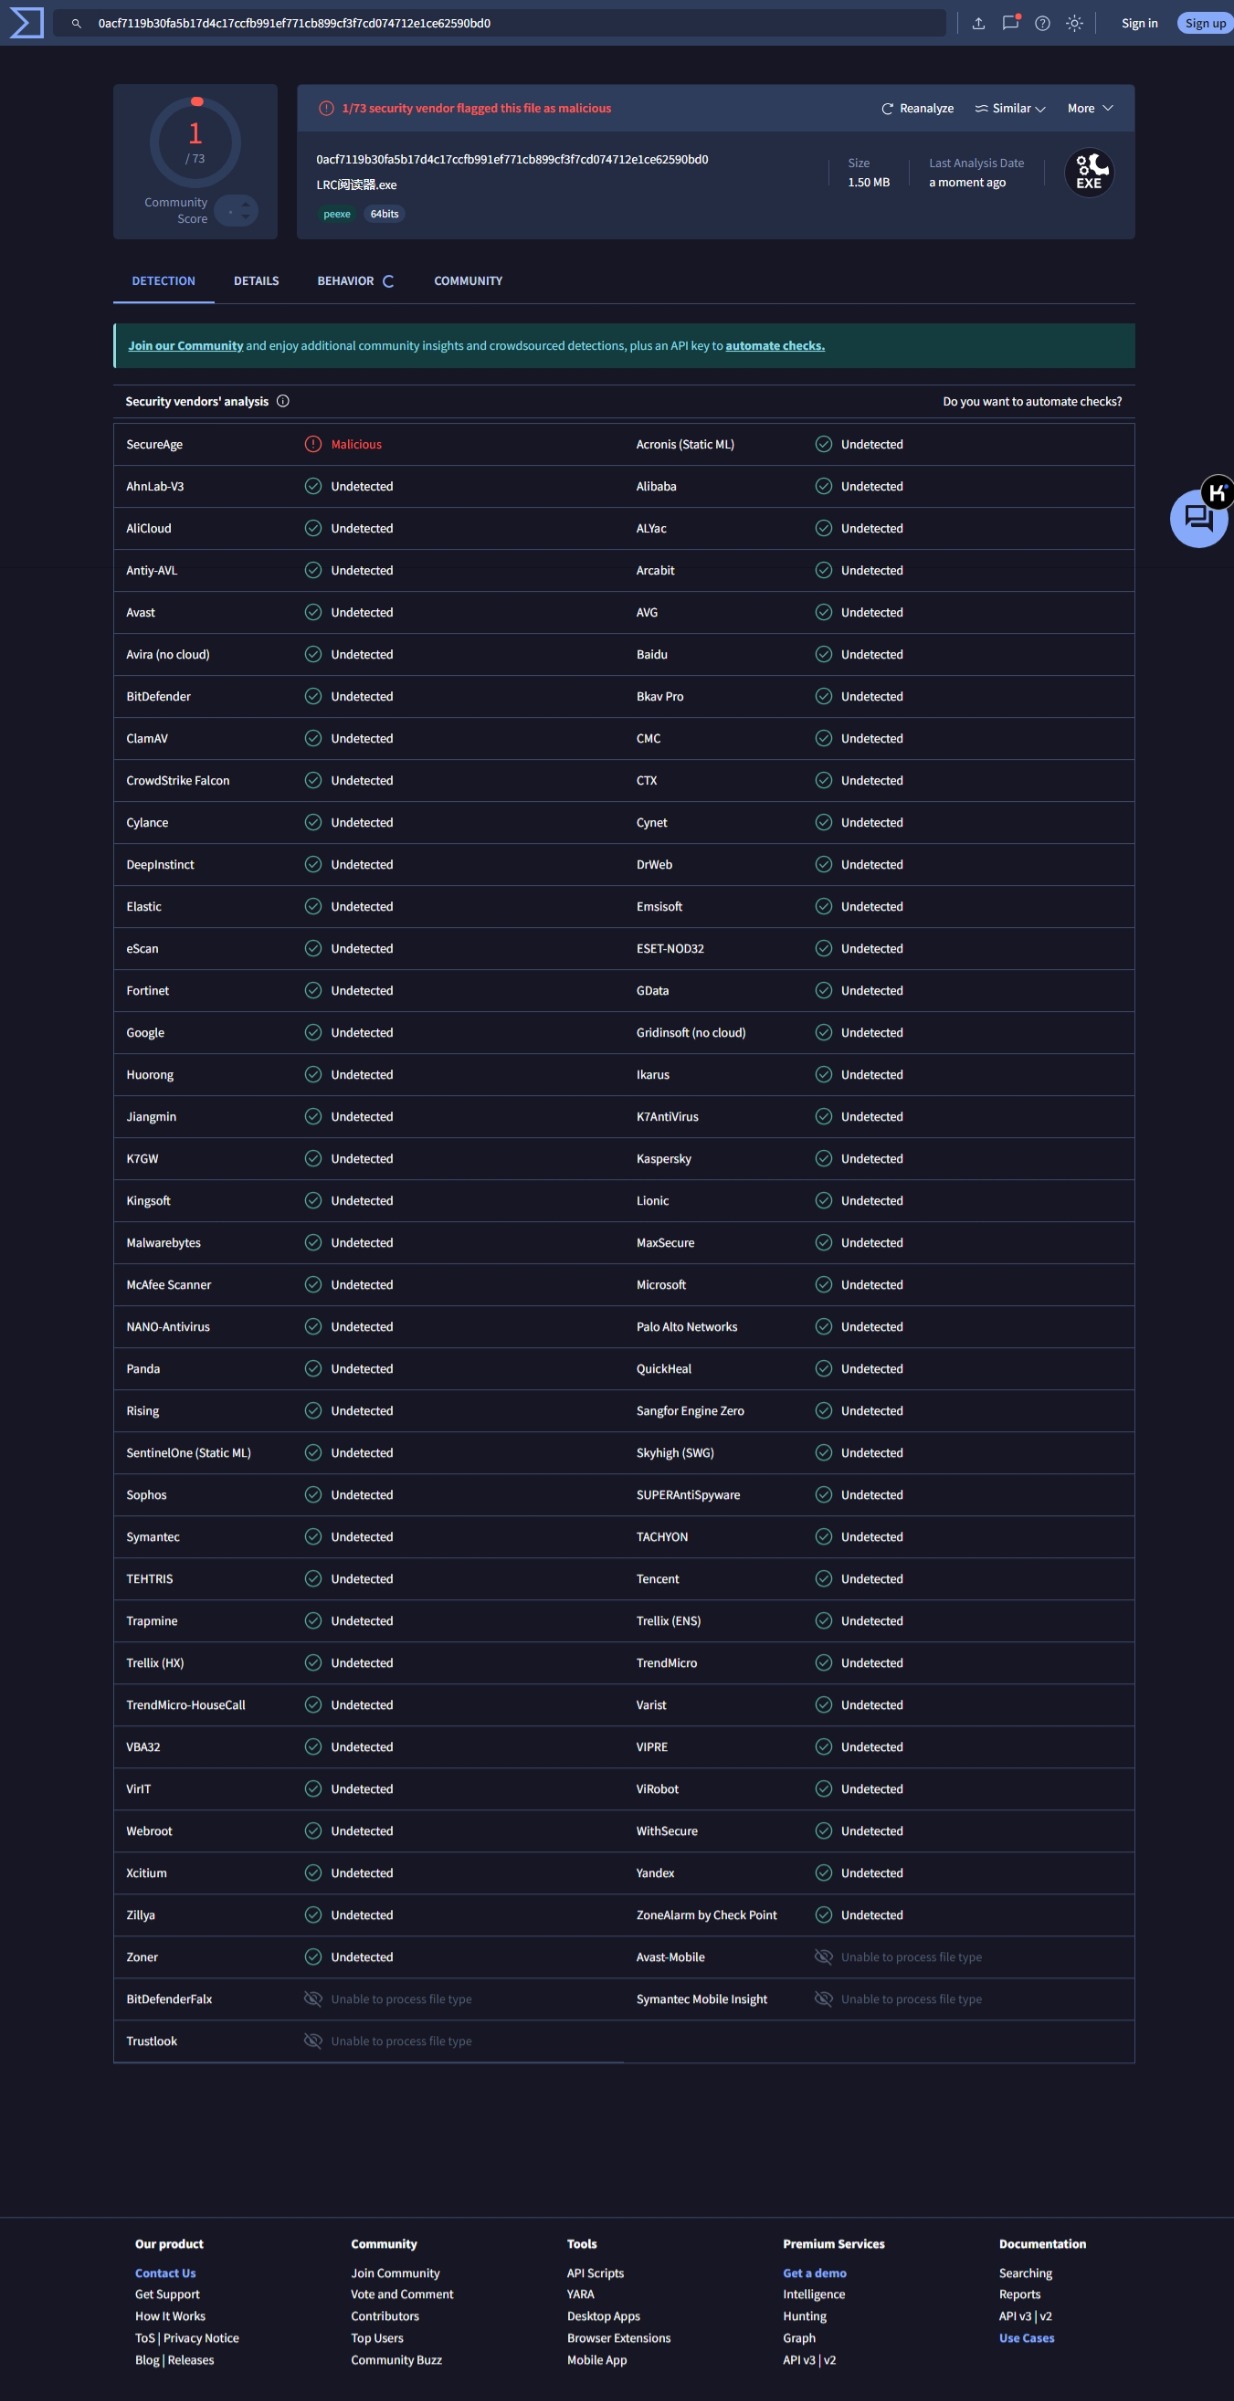 0acf7119b30fa5b17d4c17ccfb991ef771cb899cf3f7cd074712e1ce62590bd0
Sign in
Sign up
1
/ 73
Community
Score
1/73 security vendor flagged this file as malicious
Reanalyze
Similar
More
0acf7119b30fa5b17d4c17ccfb991ef771cb899cf3f7cd074712e1ce62590bd0
LRC阅读器.exe
peexe
64bits
Size
1.50 MB
Last Analysis Date
a moment ago
EXE
DETECTION
DETAILS
BEHAVIOR
COMMUNITY
Join our Community and enjoy additional community insights and crowdsourced detections, plus an API key to automate checks.
Security vendors' analysis
Do you want to automate checks?
SecureAge Malicious Acronis (Static ML) Undetected
AhnLab-V3 Undetected Alibaba Undetected
AliCloud Undetected ALYac Undetected
Antiy-AVL Undetected Arcabit Undetected
Avast Undetected AVG Undetected
Avira (no cloud) Undetected Baidu Undetected
BitDefender Undetected Bkav Pro Undetected
ClamAV Undetected CMC Undetected
CrowdStrike Falcon Undetected CTX Undetected
Cylance Undetected Cynet Undetected
DeepInstinct Undetected DrWeb Undetected
Elastic Undetected Emsisoft Undetected
eScan Undetected ESET-NOD32 Undetected
Fortinet Undetected GData Undetected
Google Undetected Gridinsoft (no cloud) Undetected
Huorong Undetected Ikarus Undetected
Jiangmin Undetected K7AntiVirus Undetected
K7GW Undetected Kaspersky Undetected
Kingsoft Undetected Lionic Undetected
Malwarebytes Undetected MaxSecure Undetected
McAfee Scanner Undetected Microsoft Undetected
NANO-Antivirus Undetected Palo Alto Networks Undetected
Panda Undetected QuickHeal Undetected
Rising Undetected Sangfor Engine Zero Undetected
SentinelOne (Static ML) Undetected Skyhigh (SWG) Undetected
Sophos Undetected SUPERAntiSpyware Undetected
Symantec Undetected TACHYON Undetected
TEHTRIS Undetected Tencent Undetected
Trapmine Undetected Trellix (ENS) Undetected
Trellix (HX) Undetected TrendMicro Undetected
TrendMicro-HouseCall Undetected Varist Undetected
VBA32 Undetected VIPRE Undetected
VirIT Undetected ViRobot Undetected
Webroot Undetected WithSecure Undetected
Xcitium Undetected Yandex Undetected
Zillya Undetected ZoneAlarm by Check Point Undetected
Zoner Undetected Avast-Mobile Unable to process file type
BitDefenderFalx Unable to process file type Symantec Mobile Insight Unable to process file type
Trustlook Unable to process file type
K
Our product
Contact Us
Get Support
How It Works
ToS | Privacy Notice
Blog | Releases
Community
Join Community
Vote and Comment
Contributors
Top Users
Community Buzz
Tools
API Scripts
YARA
Desktop Apps
Browser Extensions
Mobile App
Premium Services
Get a demo
Intelligence
Hunting
Graph
API v3 | v2
Documentation
Searching
Reports
API v3 | v2
Use Cases